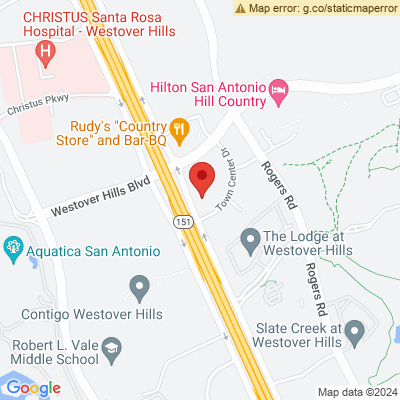 Map error: g.co/staticmaperror
CHRISTUS Santa Rosa
Hospital - Westover Hills
H
Christus Pkwy
Hilton San Antonio
Hill Country
Rudy's "Country
Store" and Bar-BQ
Town Center Dr
Rogers Rd
Westover Hills Blvd
151
Aquatica San Antonio
The Lodge at
Westover Hills
Rogers Rd
Contigo Westover Hills
Slate Creek at
Westover Hills
Robert L. Vale
Middle School
Google
Map data ©2024